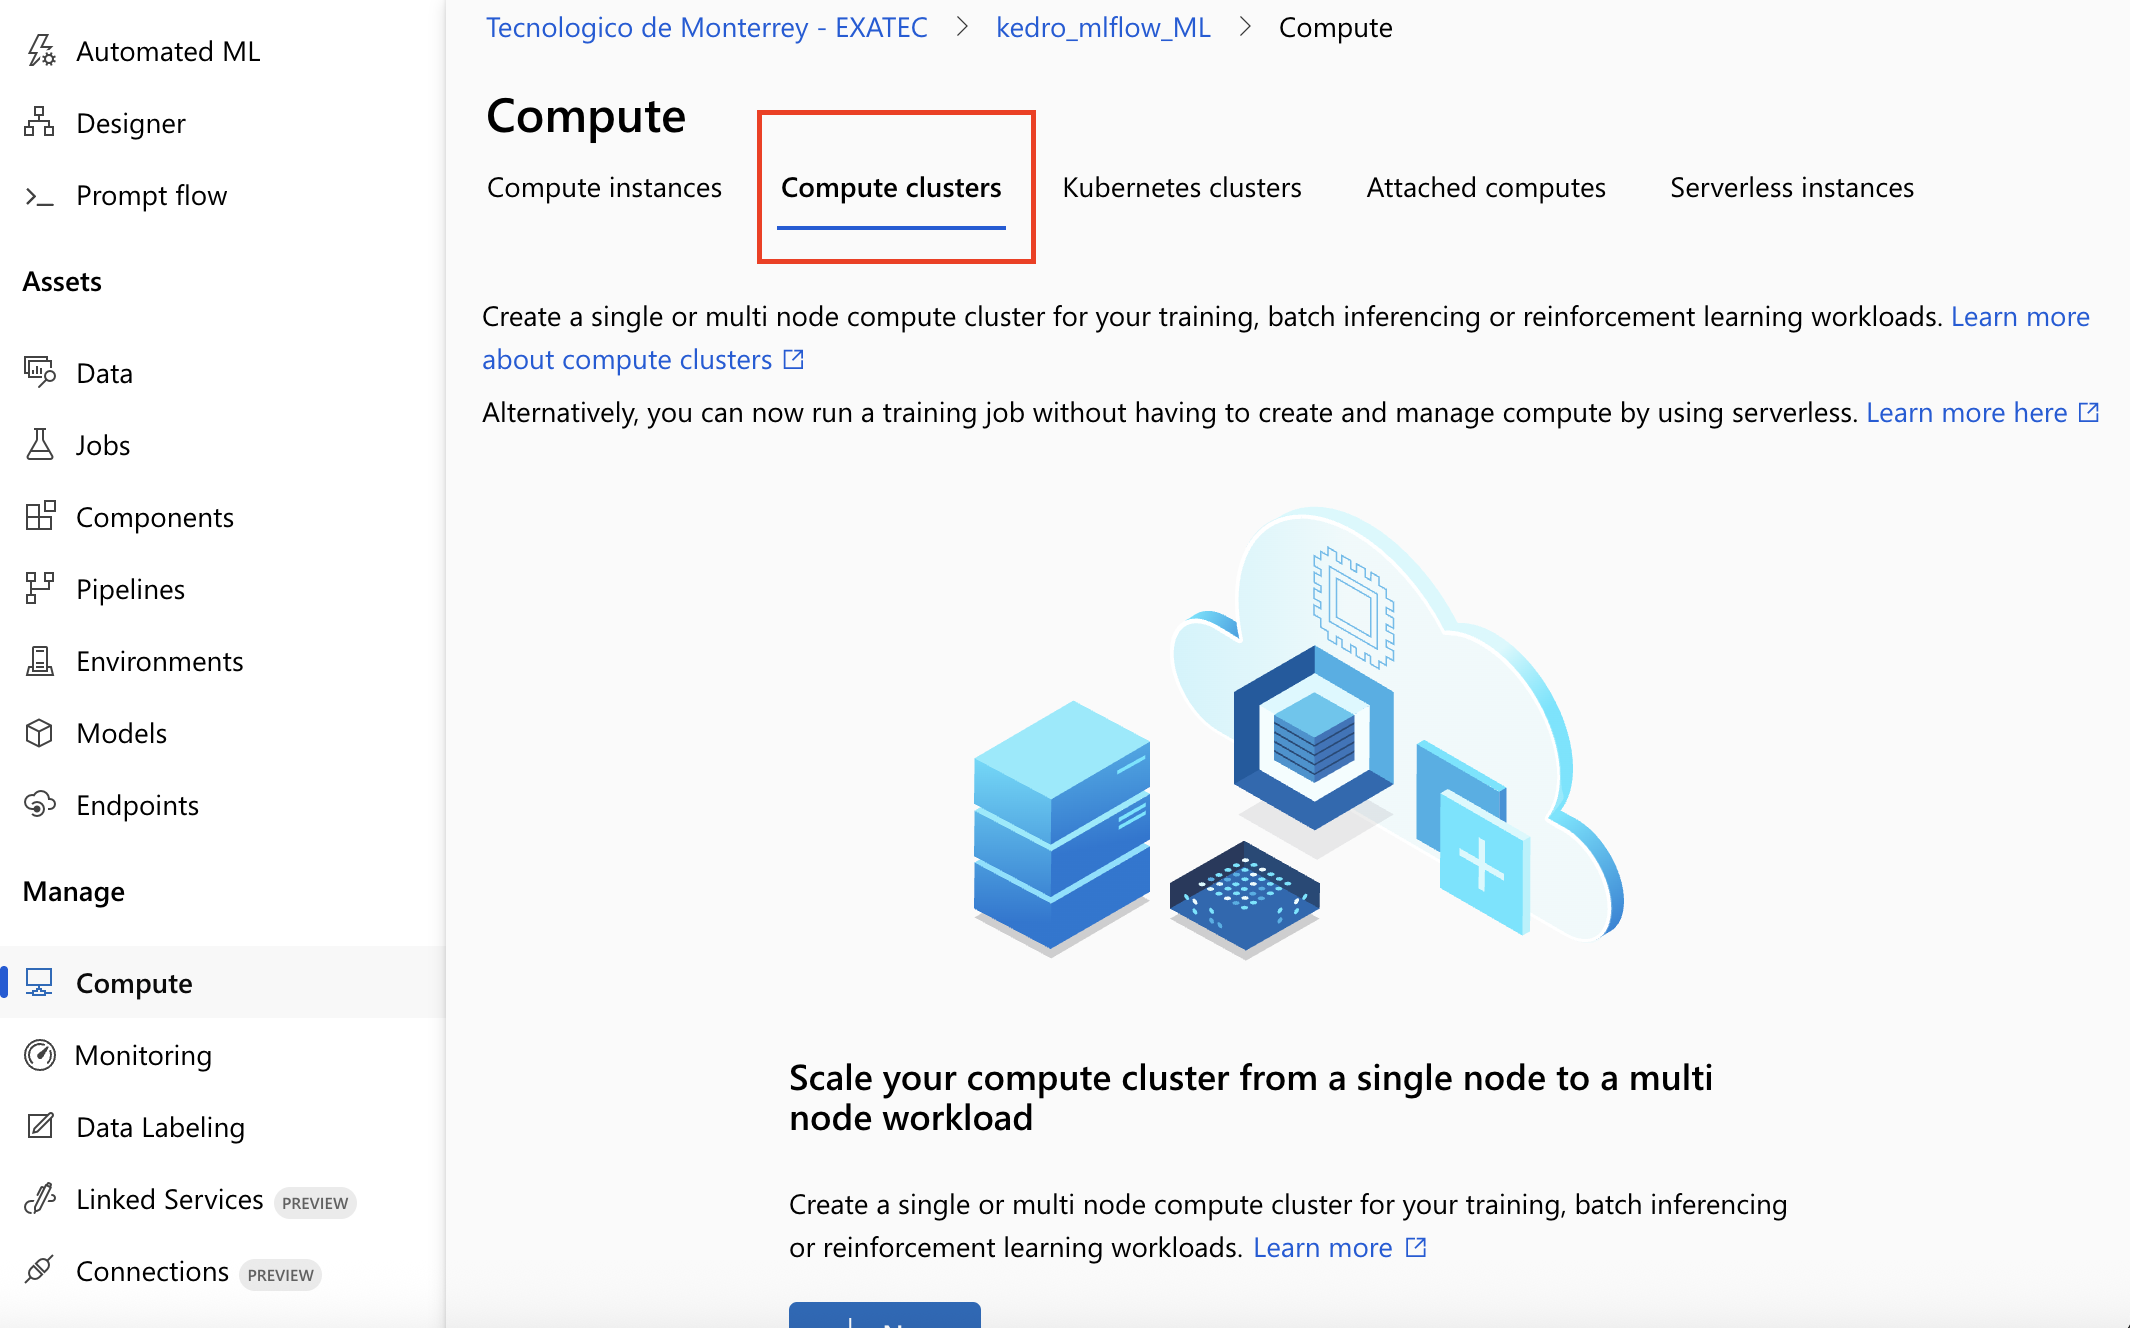 Automated ML
Designer
Prompt flow
Assets
Data
Jobs
Components
Pipelines
Environments
Models
Endpoints
Manage
Compute
Monitoring
Data Labeling
Linked Services PREVIEW
Connections PREVIEW
Tecnologico de Monterrey - EXATEC > kedro_mlflow_ML > Compute
Compute
Compute instances Compute clusters Kubernetes clusters Attached computes Serverless instances
Create a single or multi node compute cluster for your training, batch inferencing or reinforcement learning workloads. Learn more
about compute clusters
Alternatively, you can now run a training job without having to create and manage compute by using serverless. Learn more here
Scale your compute cluster from a single node to a multi
node workload
Create a single or multi node compute cluster for your training, batch inferencing
or reinforcement learning workloads. Learn more